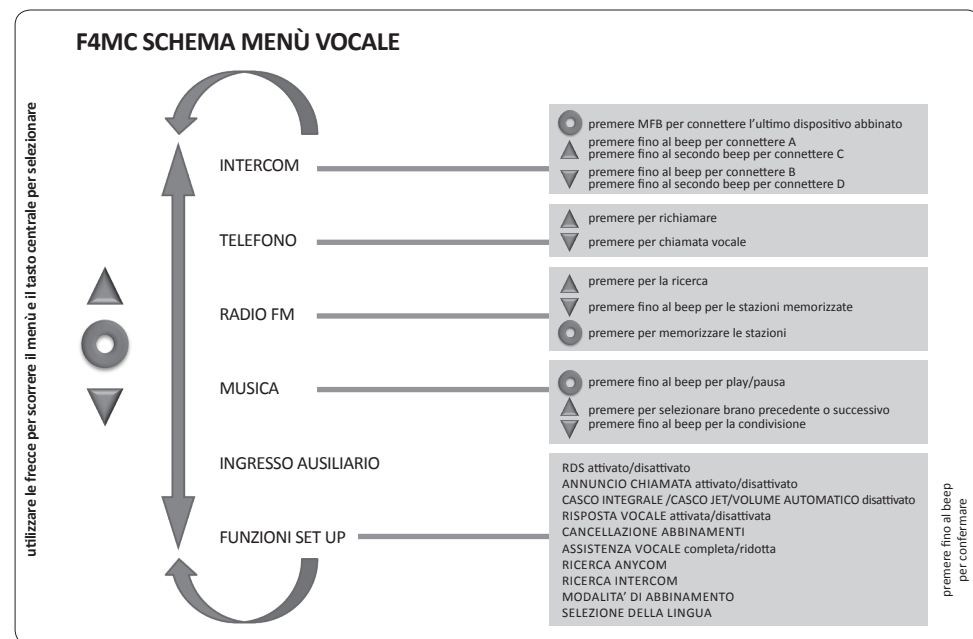 F4MC SCHEMA MENÙ VOCALE
utilizzare le frecce per scorrere il menù e il tasto centrale per selezionare
INTERCOM
premere MFB per connettere l'ultimo dispositivo abbinato
premere fino al beep per connettere A
premere fino al secondo beep per connettere C
premere fino al beep per connettere B
premere fino al secondo beep per connettere D
TELEFONO
premere per richiamare
premere per chiamata vocale
RADIO FM
premere per la ricerca
premere fino al beep per le stazioni memorizzate
premere per memorizzare le stazioni
MUSICA
premere fino al beep per play/pausa
premere per selezionare brano precedente o successivo
premere fino al beep per la condivisione
INGRESSO AUSILIARIO
FUNZIONI SET UP
RDS attivato/disattivato
ANNUNCIO CHIAMATA attivato/disattivato
CASCO INTEGRALE /CASCO JET/VOLUME AUTOMATICO disattivato
RISPOSTA VOCALE attivata/disattivata
CANCELLAZIONE ABBINAMENTI
ASSISTENZA VOCALE completa/ridotta
RICERCA ANYCOM
RICERCA INTERCOM
MODALITA' DI ABBINAMENTO
SELEZIONE DELLA LINGUA
premere fino al beep
per confermare